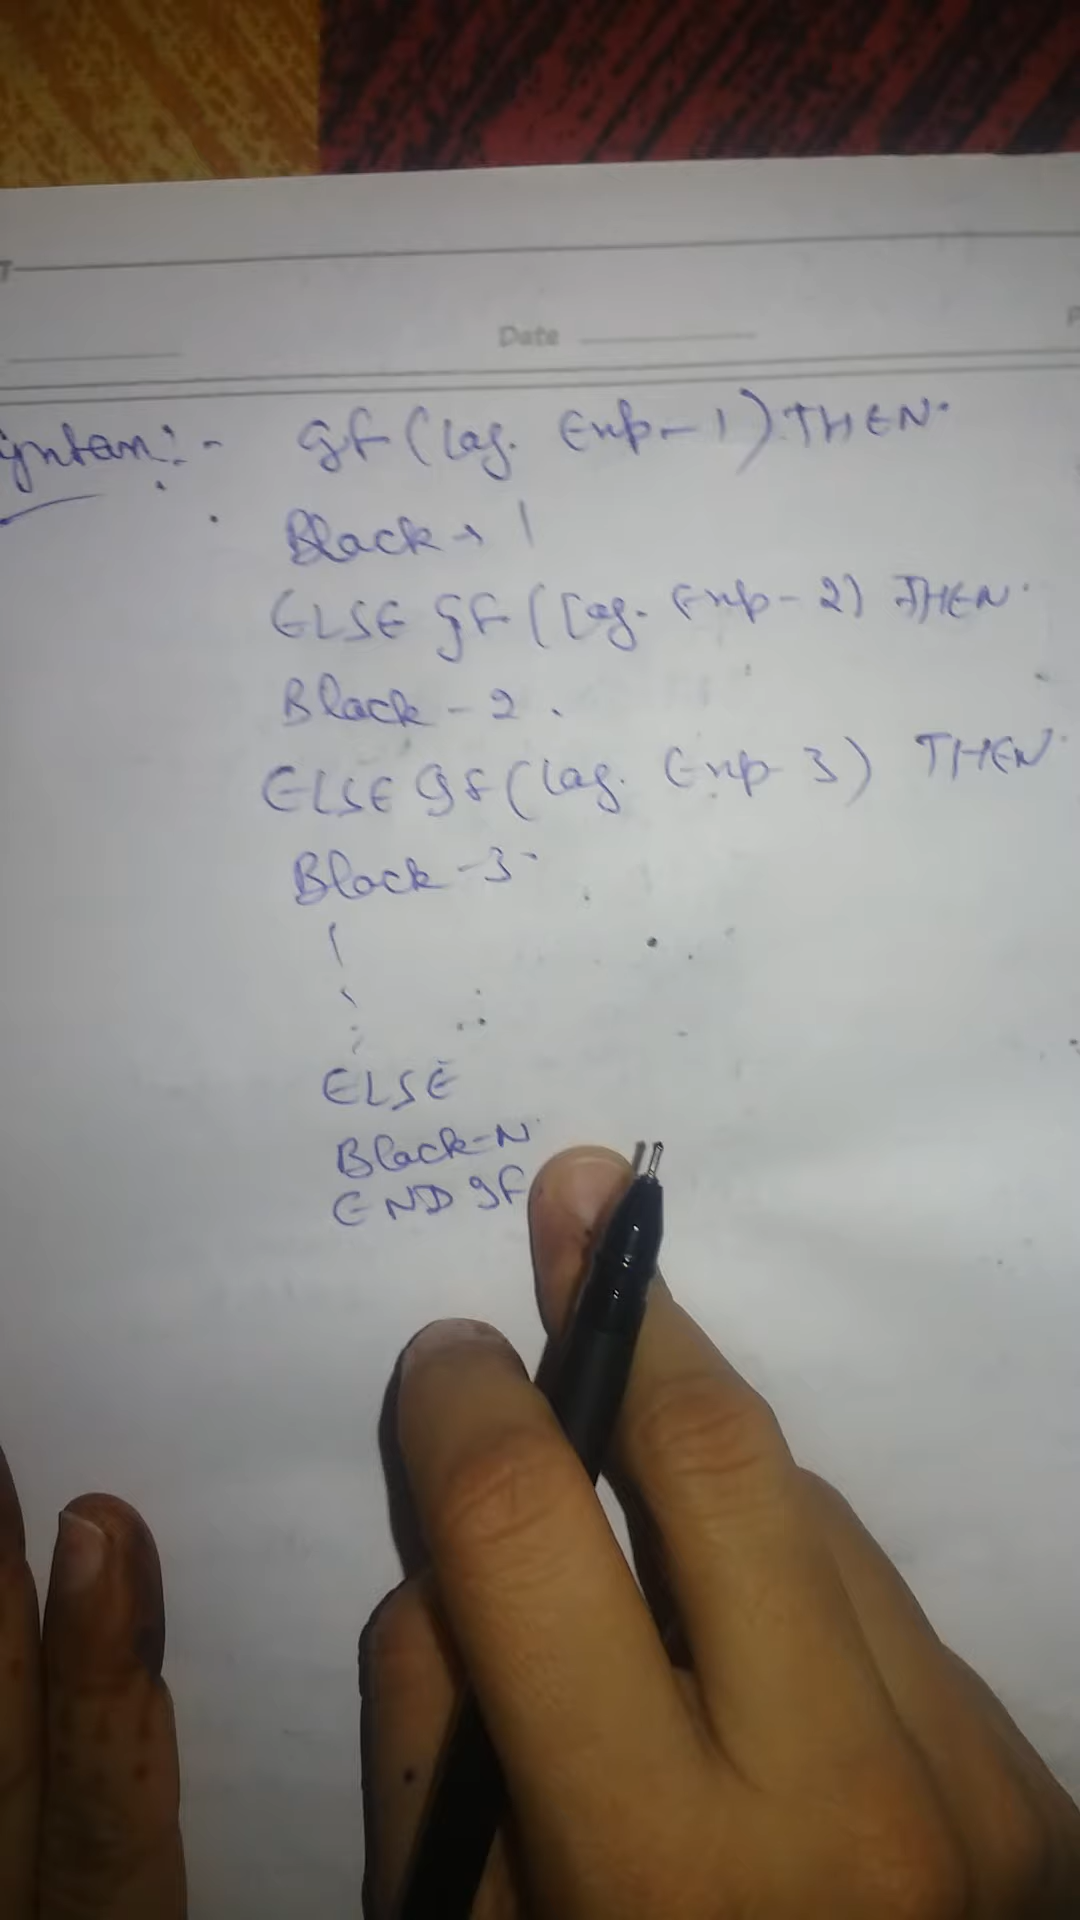 Date
yntax:- IF (Log. Exp-1) THEN
Block - 1
ELSE IF (Log. Exp-2) THEN
Block - 2
ELSE IF (Log. Exp 3) THEN
Block - 3
ELSE
Block-N
END IF